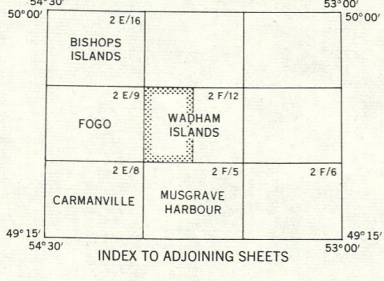 54°30′ 53°00′
50°00′ 2 E/16 50°00′
BISHOPS
ISLANDS
2 E/9 2 F/12
FOGO WADHAM
ISLANDS
2 E/8 2 F/5 2 F/6
CARMANVILLE MUSGRAVE
HARBOUR
49°15′ 49°15′
54°30′ 53°00′
INDEX TO ADJOINING SHEETS